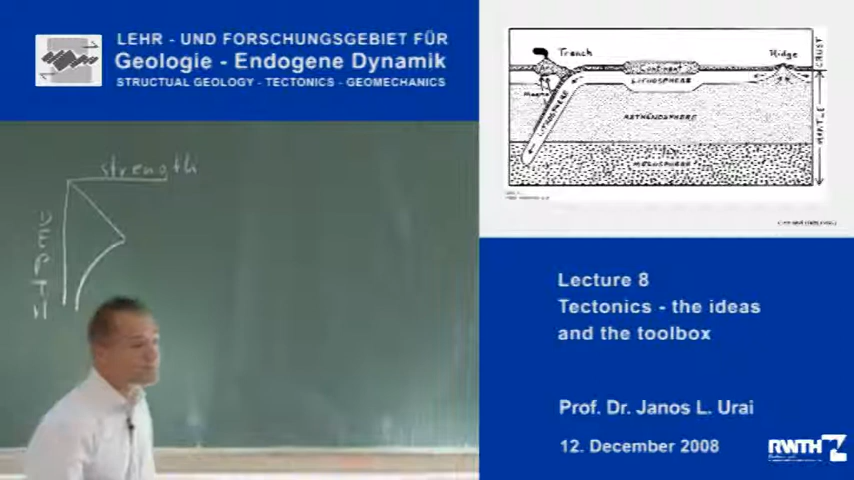 LEHR - UND FORSCHUNGSGEBIET FÜR
Geologie - Endogene Dynamik
STRUCTUAL GEOLOGY - TECTONICS - GEOMECHANICS
strength
Depth
Trench
Ridge
Arc
Continent
CRUST
LITHOSPHERE
Magma
LITHOSPHERE
ASTHENOSPHERE
MANTLE
MESOSPHERE
Lecture 8
Tectonics - the ideas
and the toolbox
Prof. Dr. Janos L. Urai
12. December 2008
RWTH